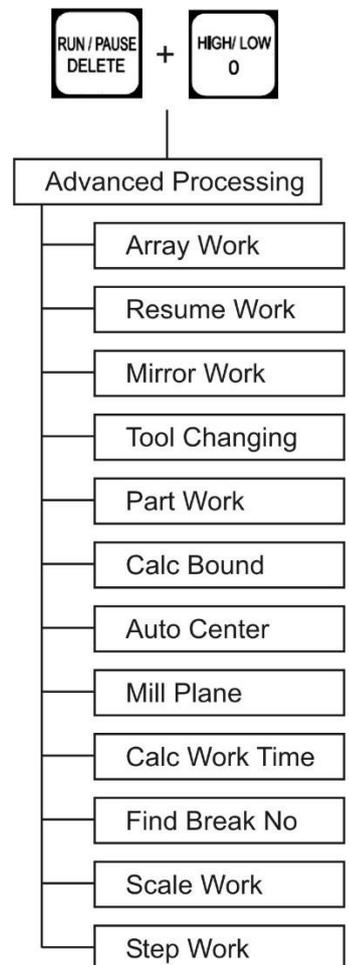 RUN / PAUSE
DELETE
+
HIGH/ LOW
0
Advanced Processing
Array Work
Resume Work
Mirror Work
Tool Changing
Part Work
Calc Bound
Auto Center
Mill Plane
Calc Work Time
Find Break No
Scale Work
Step Work